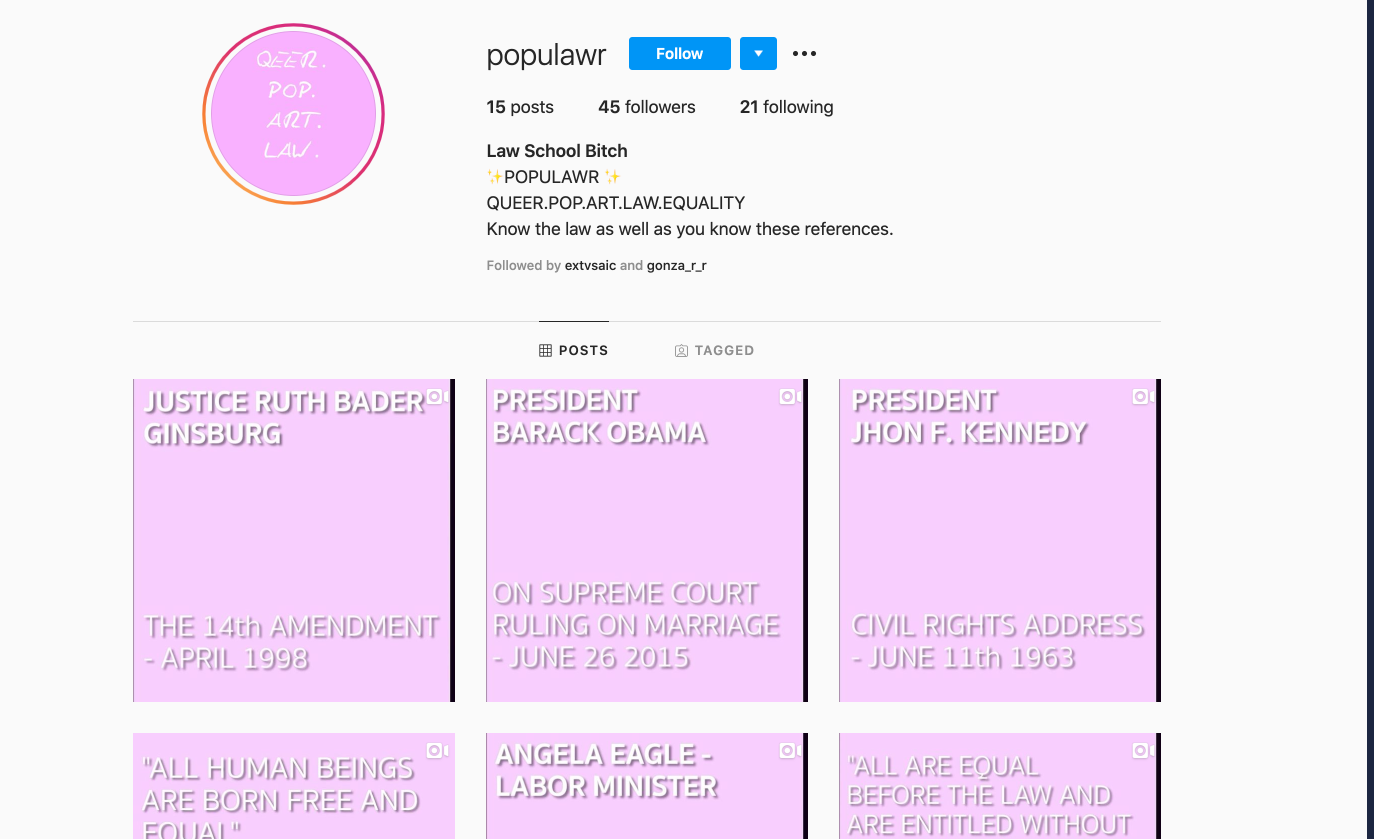 QEER.
POP.
ART.
LAW.
populawr Follow
15 posts 45 followers 21 following
Law School Bitch
✨POPULAWR ✨
QUEER.POP.ART.LAW.EQUALITY
Know the law as well as you know these references.
Followed by extvsaic and gonza_r_r
POSTS TAGGED
JUSTICE RUTH BADER
GINSBURG
THE 14th AMENDMENT
- APRIL 1998
PRESIDENT
BARACK OBAMA
ON SUPREME COURT
RULING ON MARRIAGE
- JUNE 26 2015
PRESIDENT
JHON F. KENNEDY
CIVIL RIGHTS ADDRESS
- JUNE 11th 1963
"ALL HUMAN BEINGS
ARE BORN FREE AND
EQUAL"
ANGELA EAGLE -
LABOR MINISTER
"ALL ARE EQUAL
BEFORE THE LAW AND
ARE ENTITLED WITHOUT